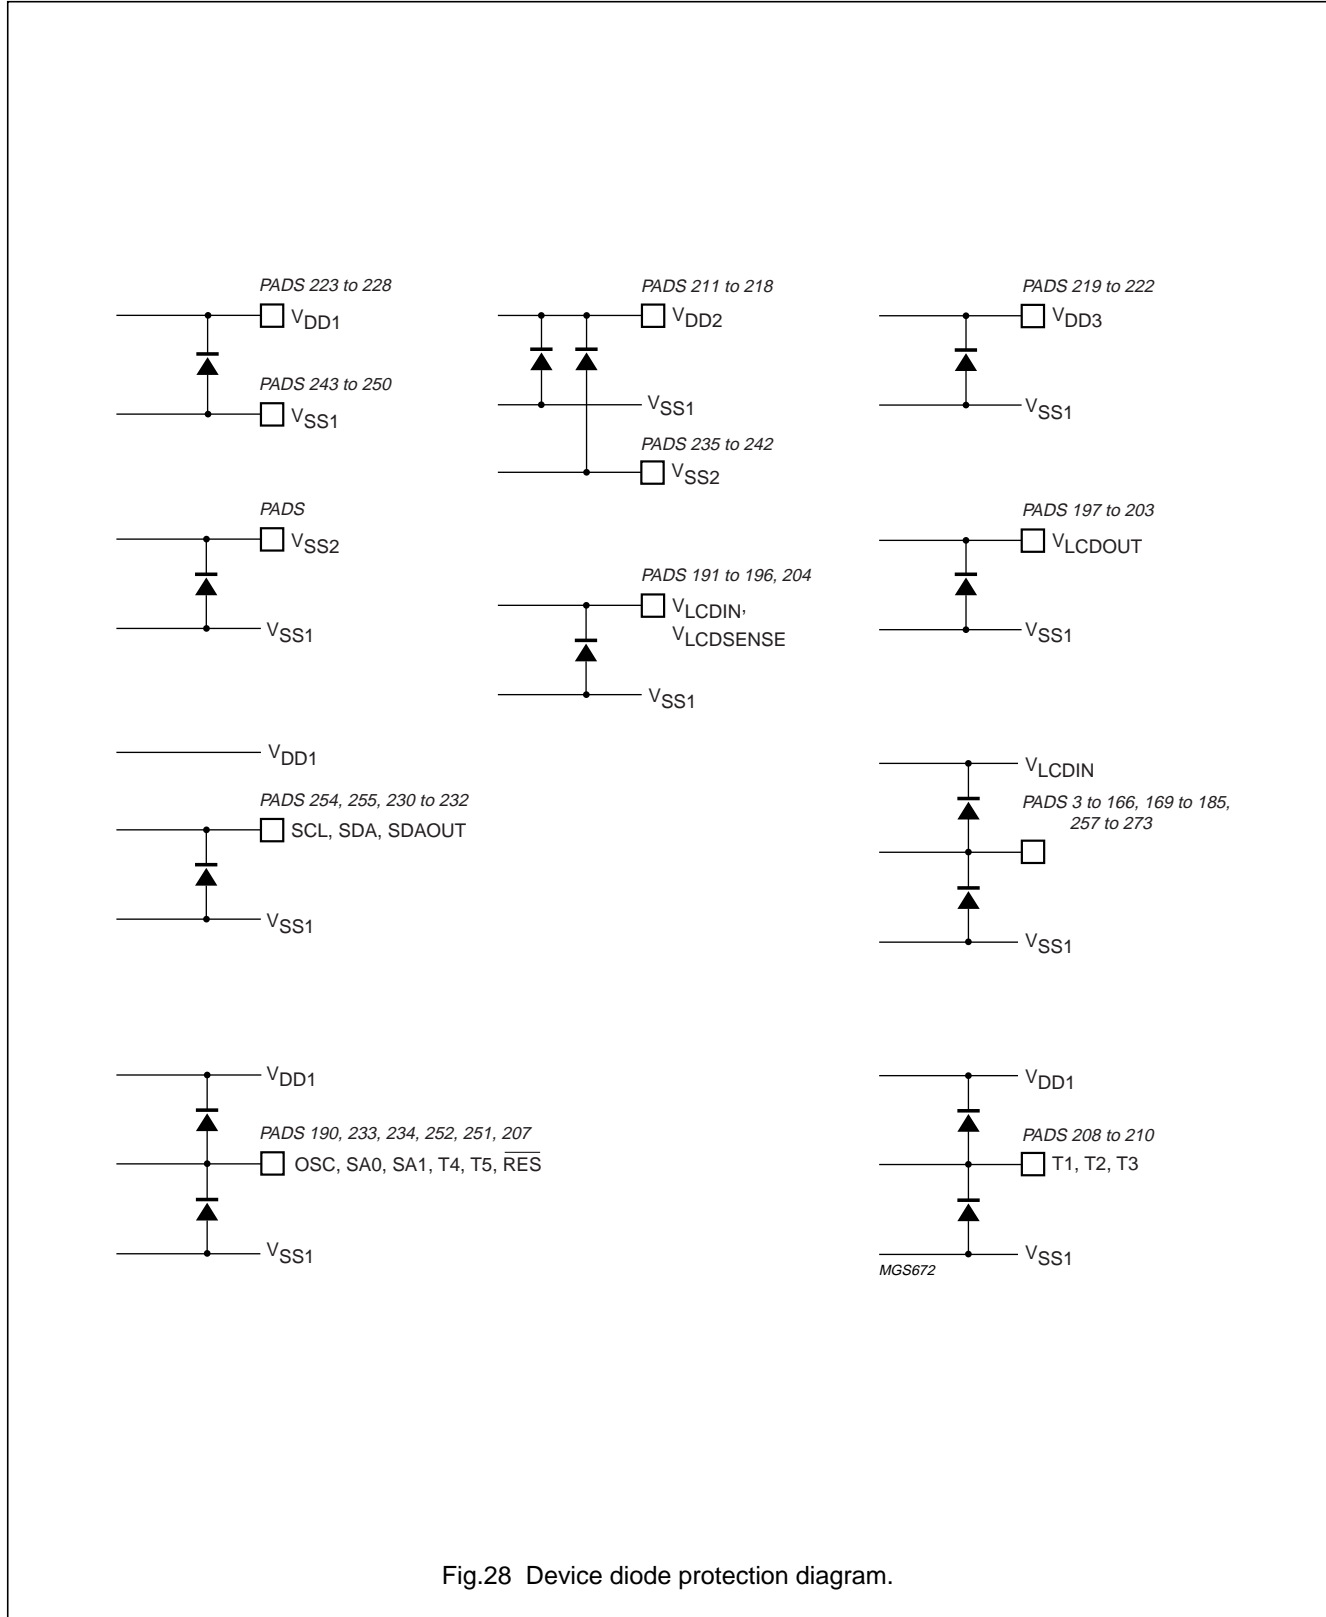 PADS 223 to 228
VDD1
PADS 243 to 250
VSS1
PADS 211 to 218
VDD2
VSS1
PADS 235 to 242
VSS2
PADS 219 to 222
VDD3
VSS1
PADS
VSS2
VSS1
PADS 191 to 196, 204
VLCDIN,
VLCDSENSE
VSS1
PADS 197 to 203
VLCDOUT
VSS1
VDD1
PADS 254, 255, 230 to 232
SCL, SDA, SDAOUT
VSS1
VLCDIN
PADS 3 to 166, 169 to 185,
257 to 273
VSS1
VDD1
PADS 190, 233, 234, 252, 251, 207
OSC, SA0, SA1, T4, T5, R̅E̅S̅
VSS1
VDD1
PADS 208 to 210
T1, T2, T3
VSS1
MGS672
Fig.28 Device diode protection diagram.